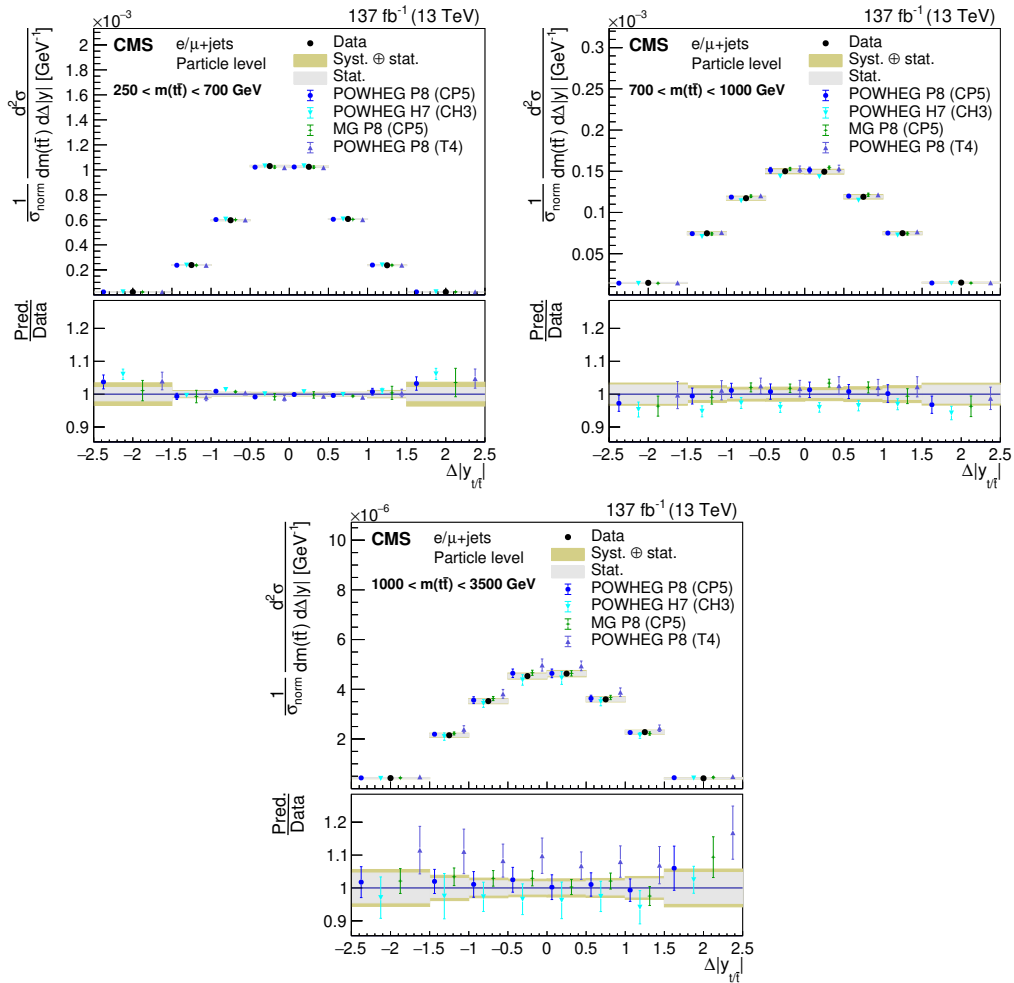 ×10⁻³
137 fb⁻¹ (13 TeV)
CMS e/μ+jets
Particle level
250 < m(tt̄) < 700 GeV
Data
Syst. ⊕ stat.
Stat.
POWHEG P8 (CP5)
POWHEG H7 (CH3)
MG P8 (CP5)
POWHEG P8 (T4)
1/σnorm d²σ/dm(tt̄) dΔ|y| [GeV⁻¹]
2
1.8
1.6
1.4
1.2
1
0.8
0.6
0.4
0.2
Pred./Data
1.2
1.1
1
0.9
−2.5 −2 −1.5 −1 −0.5 0 0.5 1 1.5 2 2.5
Δ|y t/t̄|
×10⁻³
137 fb⁻¹ (13 TeV)
CMS e/μ+jets
Particle level
700 < m(tt̄) < 1000 GeV
Data
Syst. ⊕ stat.
Stat.
POWHEG P8 (CP5)
POWHEG H7 (CH3)
MG P8 (CP5)
POWHEG P8 (T4)
1/σnorm d²σ/dm(tt̄) dΔ|y| [GeV⁻¹]
0.3
0.25
0.2
0.15
0.1
0.05
Pred./Data
1.2
1.1
1
0.9
−2.5 −2 −1.5 −1 −0.5 0 0.5 1 1.5 2 2.5
Δ|y t/t̄|
×10⁻⁶
137 fb⁻¹ (13 TeV)
CMS e/μ+jets
Particle level
1000 < m(tt̄) < 3500 GeV
Data
Syst. ⊕ stat.
Stat.
POWHEG P8 (CP5)
POWHEG H7 (CH3)
MG P8 (CP5)
POWHEG P8 (T4)
1/σnorm d²σ/dm(tt̄) dΔ|y| [GeV⁻¹]
10
8
6
4
2
Pred./Data
1.2
1.1
1
0.9
−2.5 −2 −1.5 −1 −0.5 0 0.5 1 1.5 2 2.5
Δ|y t/t̄|